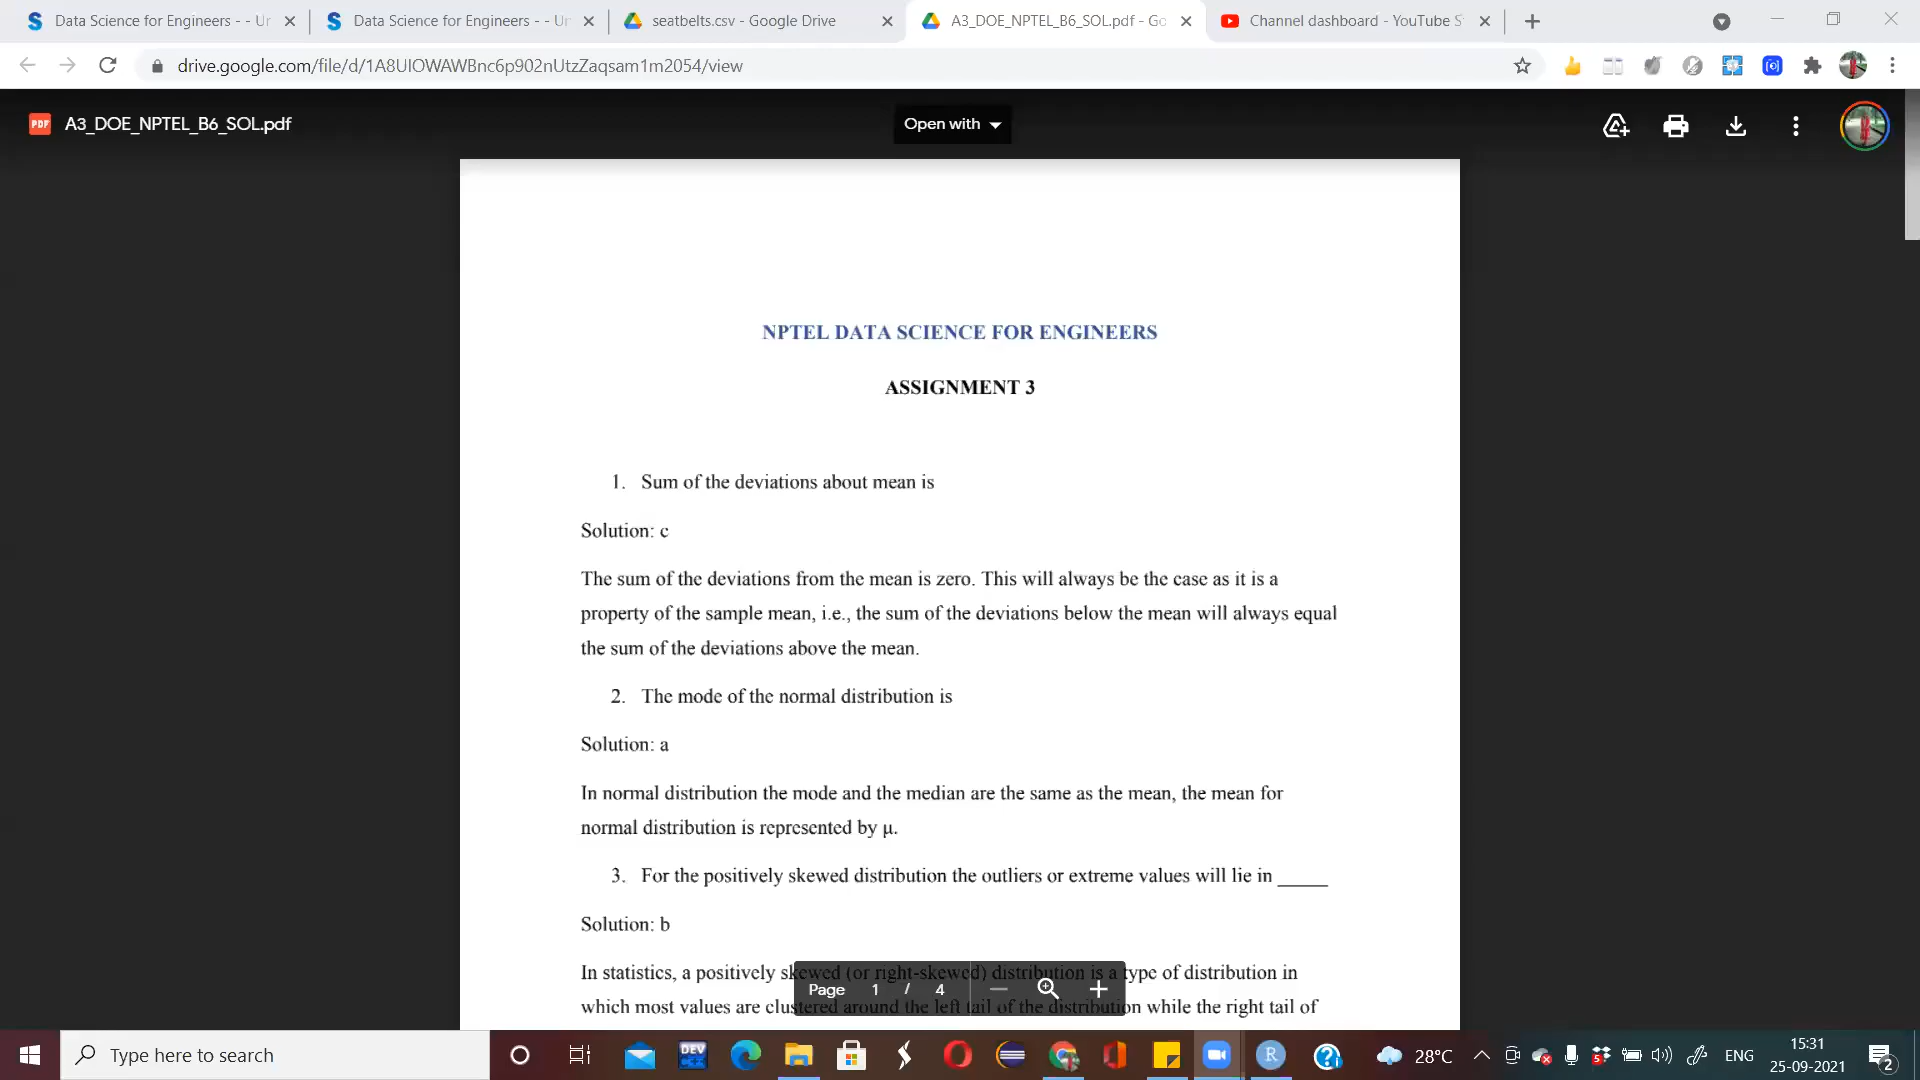 Data Science for Engineers - - Ur
Data Science for Engineers - - Un
seatbelts.csv - Google Drive
A3_DOE_NPTEL_B6_SOL.pdf - Go
Channel dashboard - YouTube S
drive.google.com/file/d/1A8UIOWAWBnc6p902nUtzZaqsam1m2054/view
PDF
A3_DOE_NPTEL_B6_SOL.pdf
Open with
NPTEL DATA SCIENCE FOR ENGINEERS
ASSIGNMENT 3
1. Sum of the deviations about mean is
Solution: c
The sum of the deviations from the mean is zero. This will always be the case as it is a
property of the sample mean, i.e., the sum of the deviations below the mean will always equal
the sum of the deviations above the mean.
2. The mode of the normal distribution is
Solution: a
In normal distribution the mode and the median are the same as the mean, the mean for
normal distribution is represented by μ.
3. For the positively skewed distribution the outliers or extreme values will lie in _____
Solution: b
In statistics, a positively skewed (or right-skewed) distribution is a type of distribution in
which most values are clustered around the left tail of the distribution while the right tail of
Page 1 / 4
Type here to search
DEV
R
28°C
ENG
15:31
25-09-2021
2